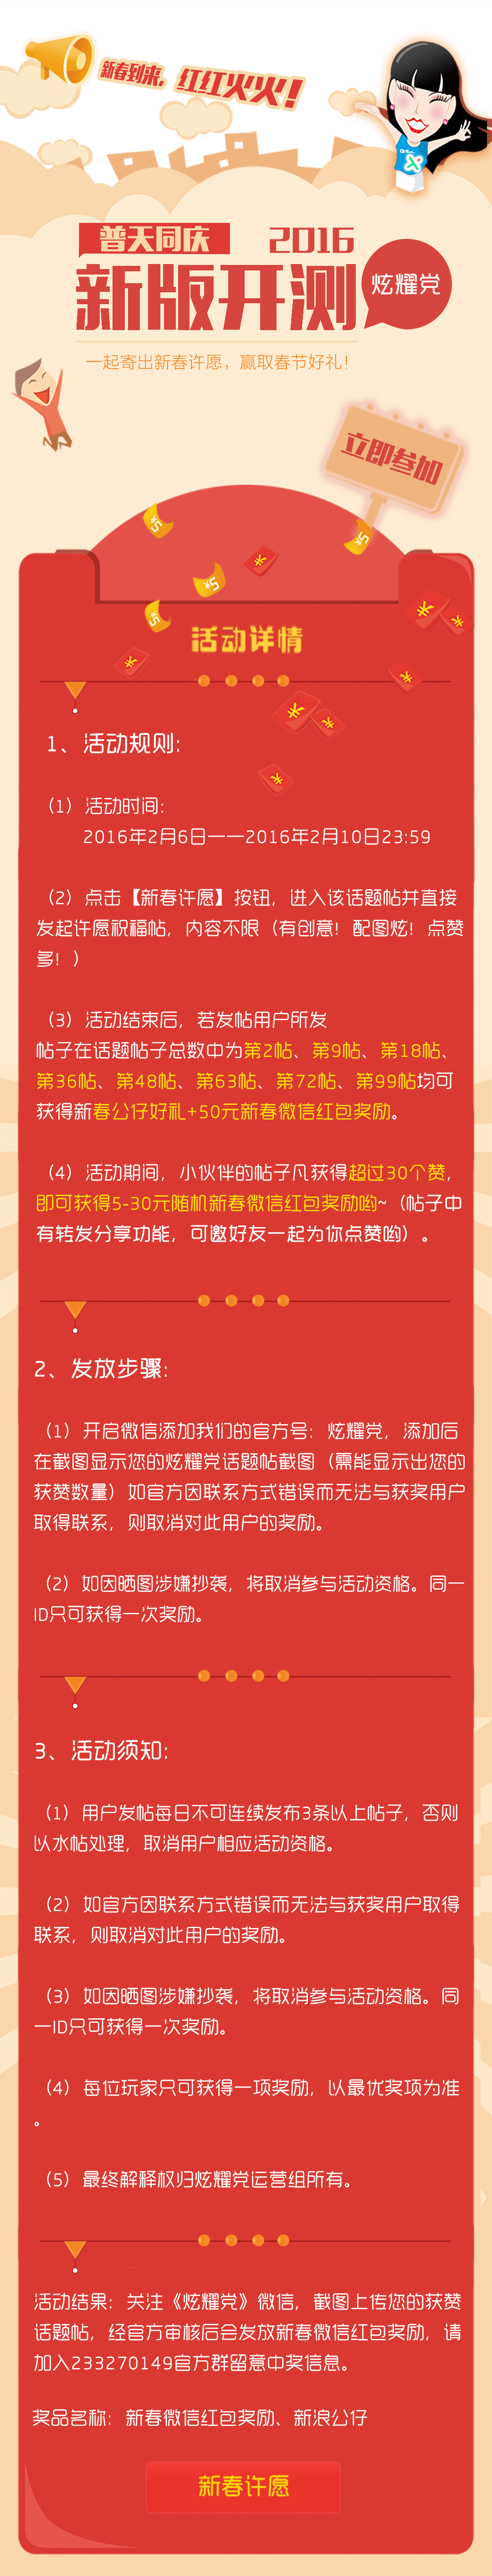 新春到来，红红火火！
普天同庆 2016
新版开测
炫耀党
一起寄出新春许愿，赢取春节好礼！
立即参加
活动详情
1、活动规则:
（1）活动时间:
2016年2月6日一一2016年2月10日23:59
（2）点击【新春许愿】按钮，进入该话题帖并直接
发起许愿祝福帖，内容不限（有创意！配图炫！点赞
多！）
（3）活动结束后，若发帖用户所发
帖子在话题帖子总数中为第2帖、第9帖、第18帖、
第36帖、第48帖、第63帖、第72帖、第99帖均可
获得新春公仔好礼+50元新春微信红包奖励。
（4）活动期间，小伙伴的帖子凡获得超过30个赞，
即可获得5-30元随机新春微信红包奖励哟~（帖子中
有转发分享功能，可邀好友一起为你点赞哟）。
2、发放步骤:
（1）开启微信添加我们的官方号：炫耀党，添加后
在截图显示您的炫耀党话题帖截图（需能显示出您的
获赞数量）如官方因联系方式错误而无法与获奖用户
取得联系，则取消对此用户的奖励。
（2）如因晒图涉嫌抄袭，将取消参与活动资格。同一
ID只可获得一次奖励。
3、活动须知:
（1）用户发帖每日不可连续发布3条以上帖子，否则
以水帖处理，取消用户相应活动资格。
（2）如官方因联系方式错误而无法与获奖用户取得
联系，则取消对此用户的奖励。
（3）如因晒图涉嫌抄袭，将取消参与活动资格。同
一ID只可获得一次奖励。
（4）每位玩家只可获得一项奖励，以最优奖项为准
。
（5）最终解释权归炫耀党运营组所有。
活动结果：关注《炫耀党》微信，截图上传您的获赞
话题帖，经官方审核后会发放新春微信红包奖励，请
加入233270149官方群留意中奖信息。
奖品名称：新春微信红包奖励、新浪公仔
新春许愿